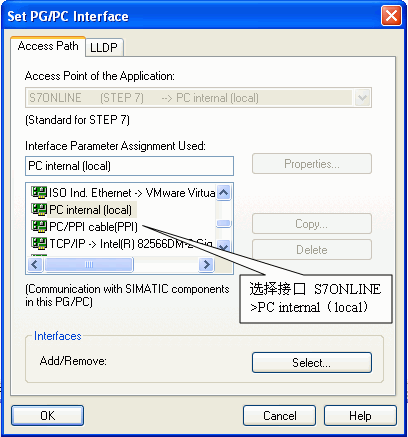 Set PG/PC Interface
Access Path
LLDP
Access Point of the Application:
S7ONLINE (STEP 7) --> PC internal (local)
(Standard for STEP 7)
Interface Parameter Assignment Used:
PC internal (local)
Properties...
ISO Ind. Ethernet -> VMware Virtua
PC internal (local)
PC/PPI cable(PPI)
Copy...
TCP/IP -> Intel(R) 82566DM-2 Gig
Delete
选择接口 S7ONLINE
>PC internal（local）
(Communication with SIMATIC components
in this PG/PC)
Interfaces
Add/Remove:
Select...
OK
Cancel
Help